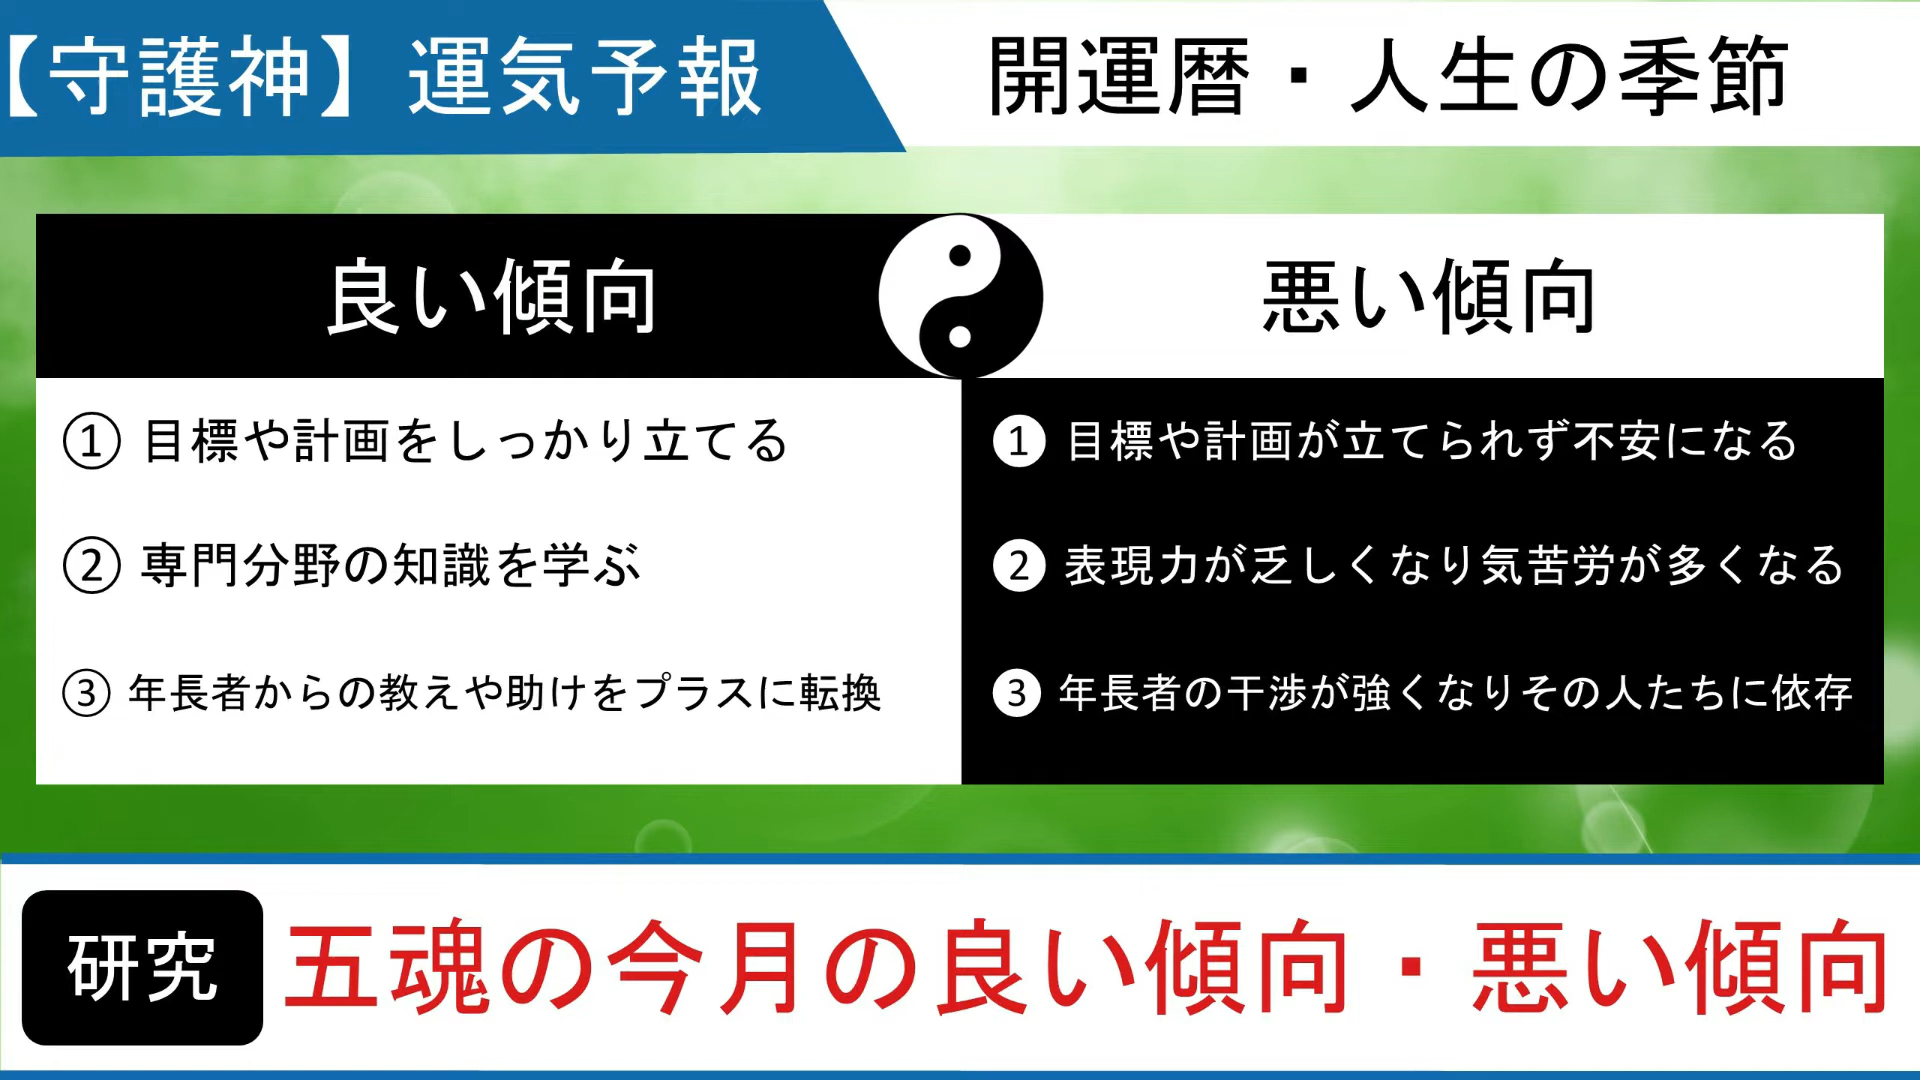 【守護神】運気予報
開運暦・人生の季節
良い傾向
悪い傾向
① 目標や計画をしっかり立てる
② 専門分野の知識を学ぶ
③ 年長者からの教えや助けをプラスに転換
❶ 目標や計画が立てられず不安になる
❷ 表現力が乏しくなり気苦労が多くなる
❸ 年長者の干渉が強くなりその人たちに依存
研究
五魂の今月の良い傾向・悪い傾向